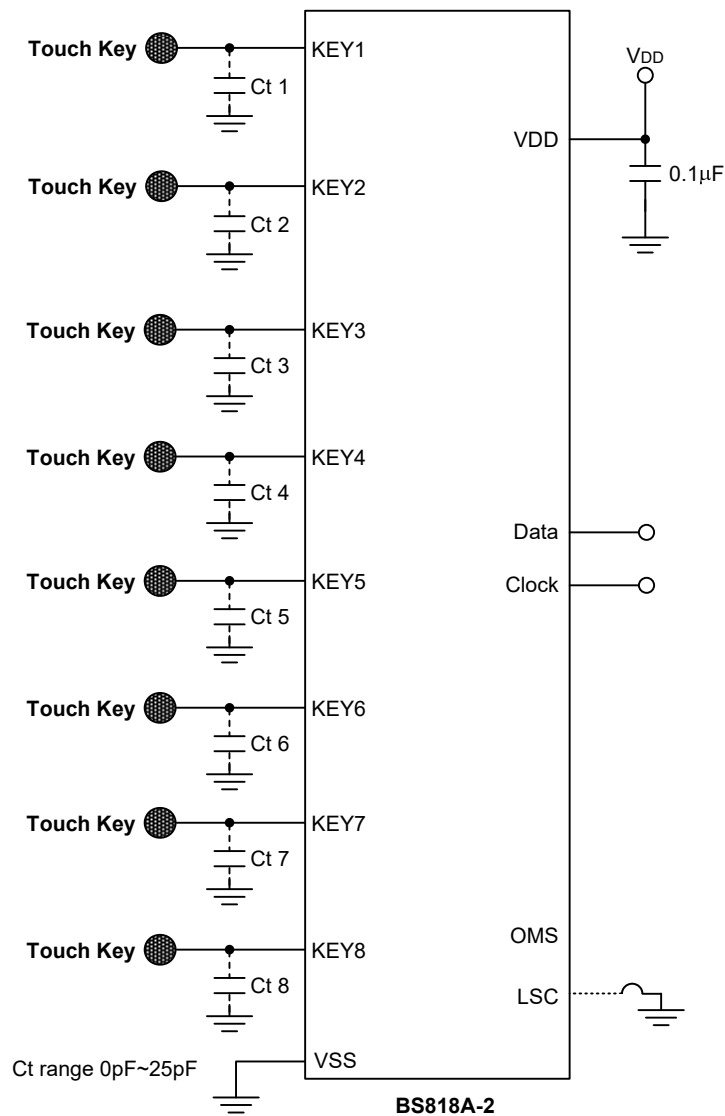 Touch Key KEY1
Ct 1
VDD
VDD
0.1µF
Touch Key KEY2
Ct 2
Touch Key KEY3
Ct 3
Touch Key KEY4
Ct 4
Data
Touch Key KEY5
Clock
Ct 5
Touch Key KEY6
Ct 6
Touch Key KEY7
Ct 7
Touch Key KEY8
OMS
Ct 8
LSC
Ct range 0pF~25pF
VSS
BS818A-2